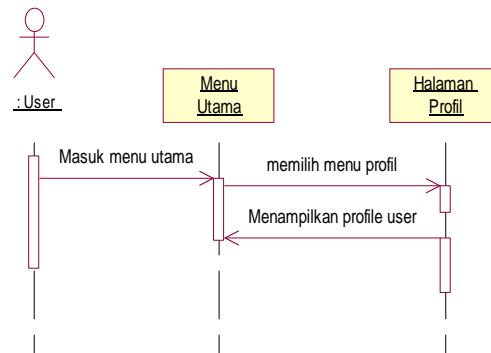 : User
Menu
Utama
Halaman
Profil
Masuk menu utama
memilih menu profil
Menampilkan profile user